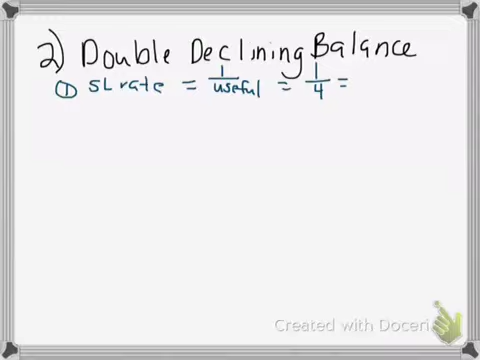 2) Double Declining Balance
① SL rate = 1/useful = 1/4 =
Created with Doceri